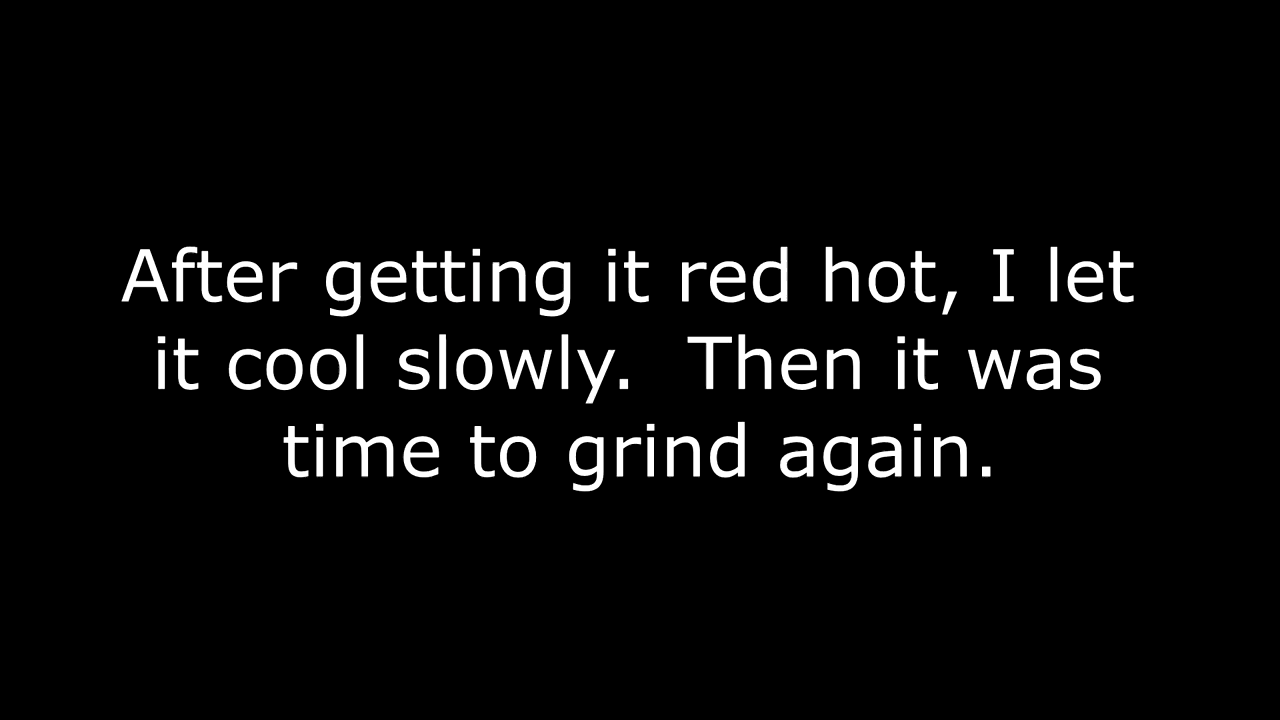 After getting it red hot, I let
it cool slowly.  Then it was
time to grind again.